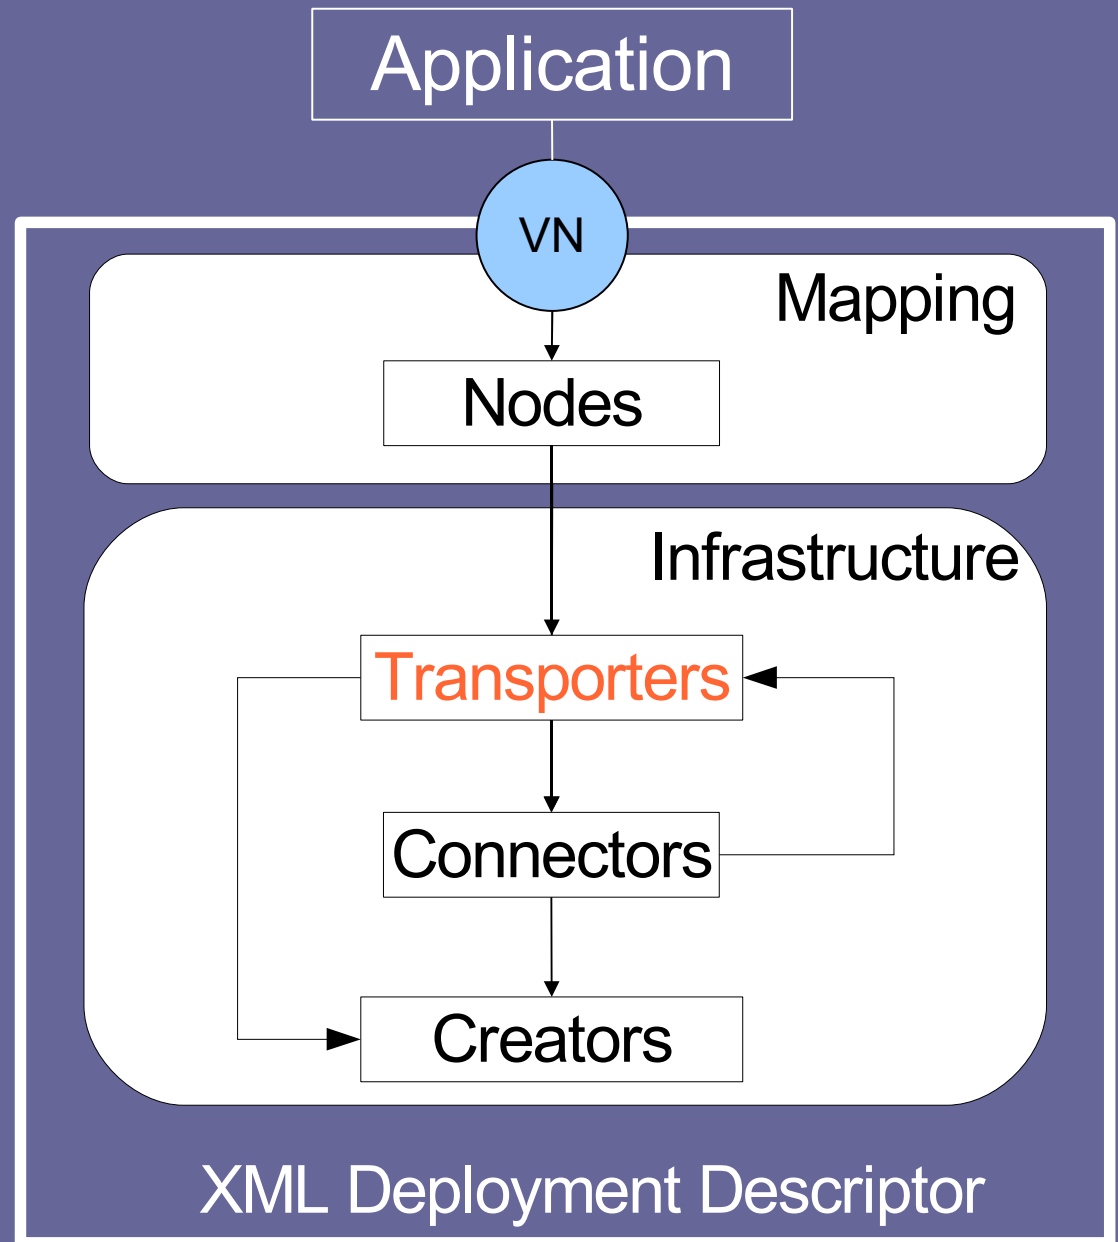 Application
VN
Mapping
Nodes
Infrastructure
Transporters
Connectors
Creators
XML Deployment Descriptor